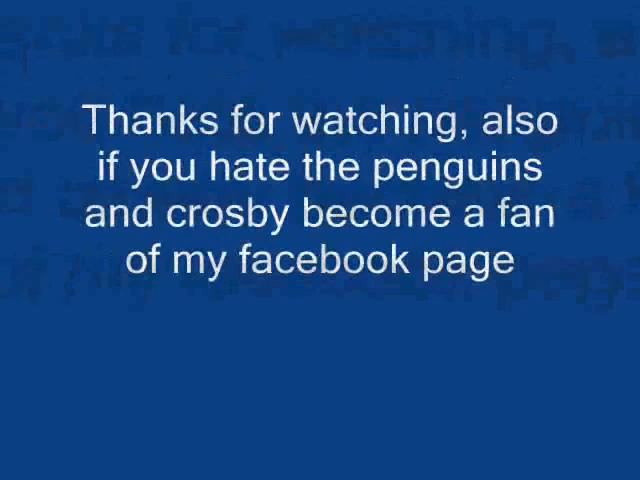 Thanks for watching, also
if you hate the penguins
and crosby become a fan
of my facebook page